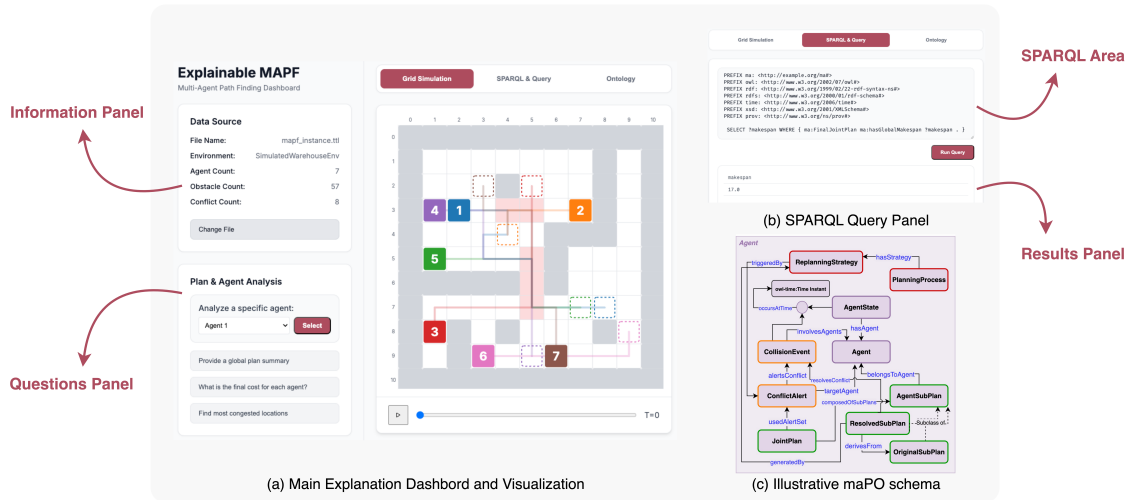 Information Panel
Questions Panel
Explainable MAPF
Multi-Agent Path Finding Dashboard
Data Source
File Name: mapf_instance.ttl
Environment: SimulatedWarehouseEnv
Agent Count: 7
Obstacle Count: 57
Conflict Count: 8
Change File
Plan & Agent Analysis
Analyze a specific agent:
Agent 1 Select
Provide a global plan summary
What is the final cost for each agent?
Find most congested locations
Grid Simulation SPARQL & Query Ontology
0 1 2 3 4 5 6 7 8 9 10
0
1
2
3 4 1 2
4
5 5
6
7
8 3
9 6 7
10
T=0
(a) Main Explanation Dashbord and Visualization
Grid Simulation SPARQL & Query Ontology
PREFIX ma: <http://example.org/ma#>
PREFIX owl: <http://www.w3.org/2002/07/owl#>
PREFIX rdf: <http://www.w3.org/1999/02/22-rdf-syntax-ns#>
PREFIX rdfs: <http://www.w3.org/2000/01/rdf-schema#>
PREFIX time: <http://www.w3.org/2006/time#>
PREFIX xsd: <http://www.w3.org/2001/XMLSchema#>
PREFIX prov: <http://www.w3.org/ns/prov#>
SELECT ?makespan WHERE { ma:FinalJointPlan ma:hasGlobalMakespan ?makespan . }
Run Query
makespan
17.0
(b) SPARQL Query Panel
SPARQL Area
Results Panel
Agent
triggeredBy
ReplanningStrategy
hasStrategy
PlanningProcess
owl-time:Time Instant
occursAtTime
AgentState
involvesAgents
hasAgent
CollisionEvent
Agent
alertsConflict
resolvesConflict
belongsToAgent
ConflictAlert
targetAgent
composedOfSubPlans
AgentSubPlan
usedAlertSet
ResolvedSubPlan
Subclass of
JointPlan
derivesFrom
OriginalSubPlan
generatedBy
(c) Illustrative maPO schema